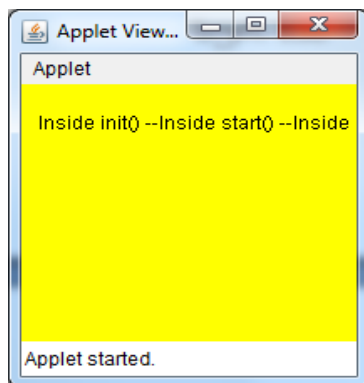 Applet View...
Applet
Inside init() --Inside start() --Inside
Applet started.